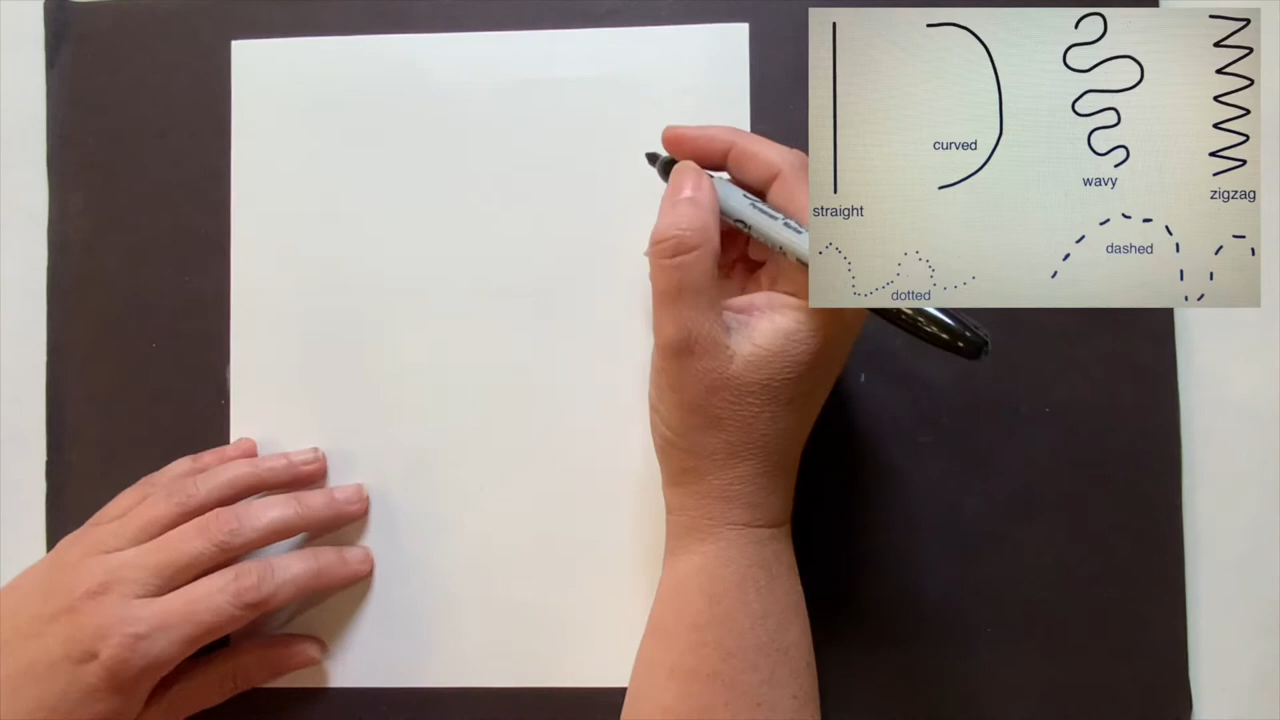 curved
wavy
zigzag
straight
dashed
dotted